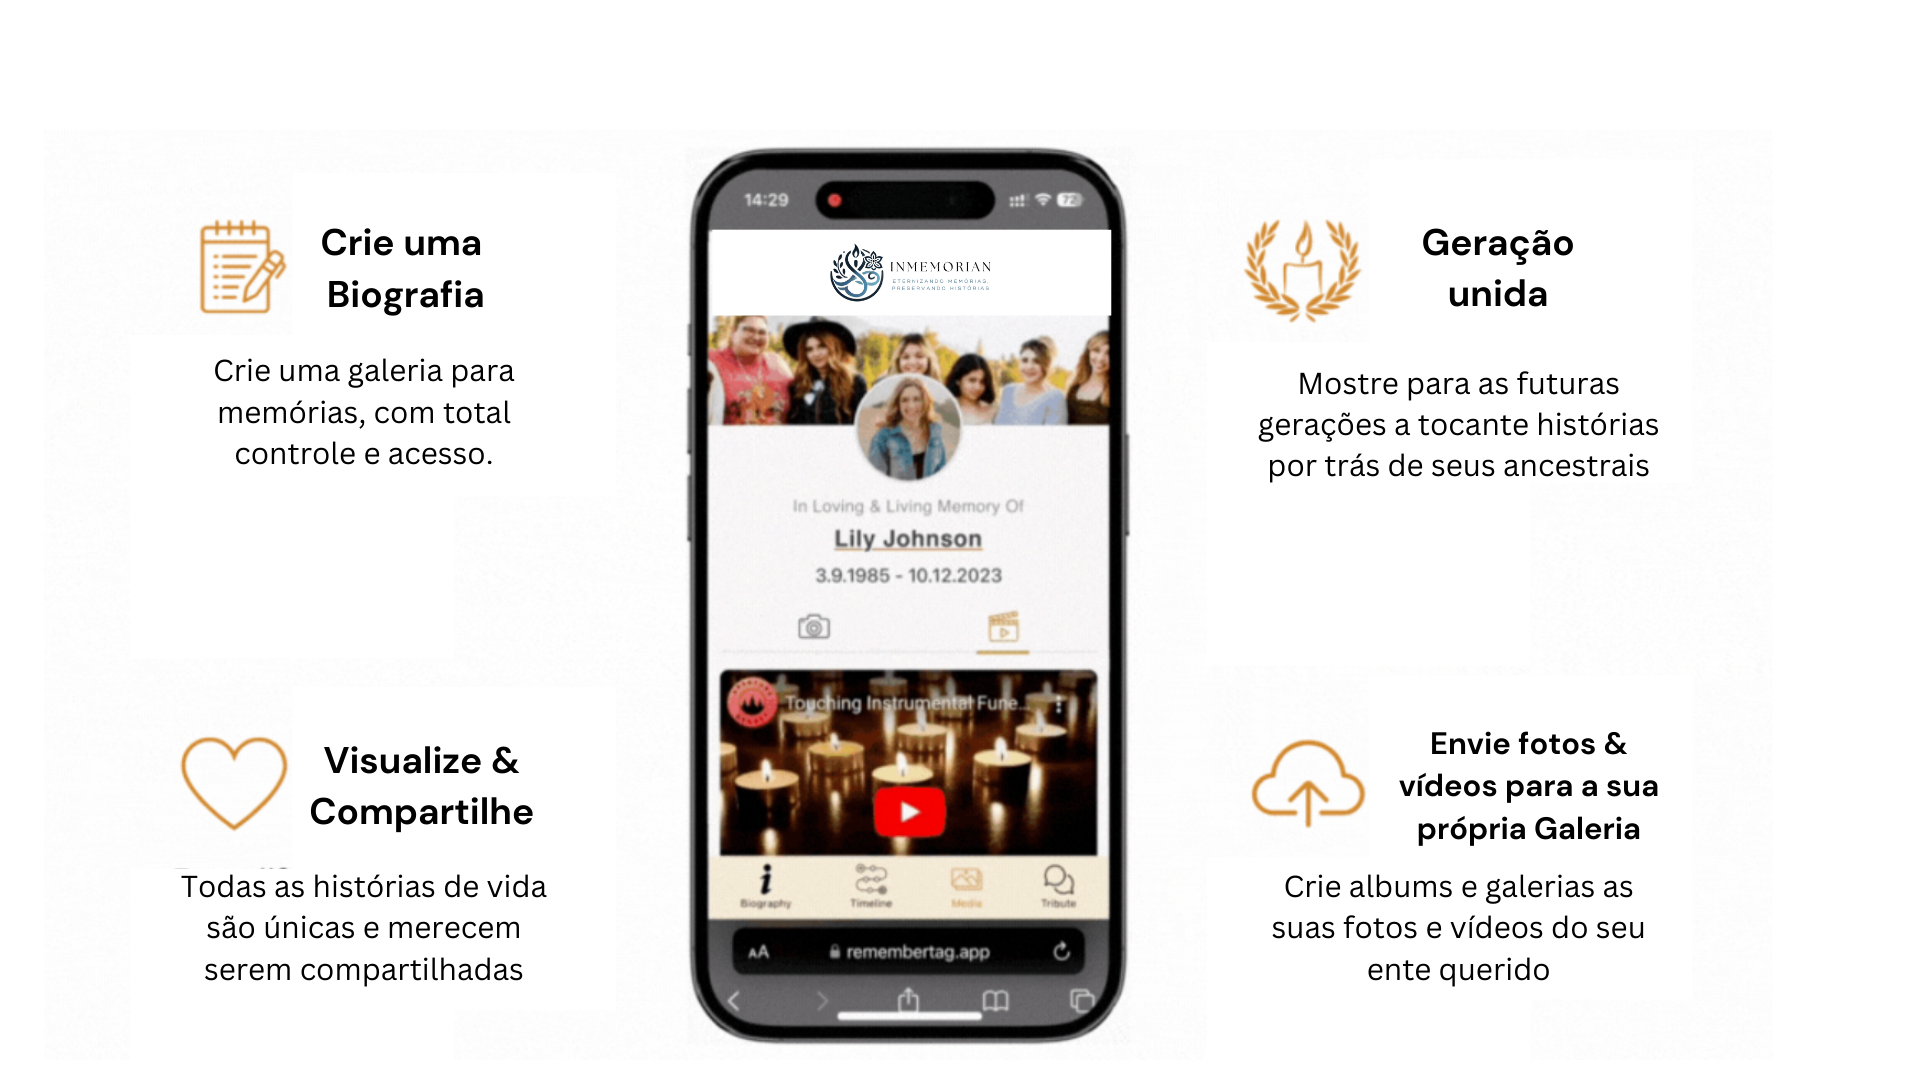 Crie uma
Biografia
Crie uma galeria para
memórias, com total
controle e acesso.
Visualize &
Compartilhe
Todas as histórias de vida
são únicas e merecem
serem compartilhadas
14:29
72
INMEMORIAN
ETERNIZANDO MEMÓRIAS,
PRESERVANDO HISTÓRIAS
In Loving & Living Memory Of
Lily Johnson
3.9.1985 - 10.12.2023
Touching Instrumental Fune...
Biography
Timeline
Media
Tribute
AA
remembertag.app
Geração
unida
Mostre para as futuras
gerações a tocante histórias
por trás de seus ancestrais
Envie fotos &
vídeos para a sua
própria Galeria
Crie albums e galerias as
suas fotos e vídeos do seu
ente querido